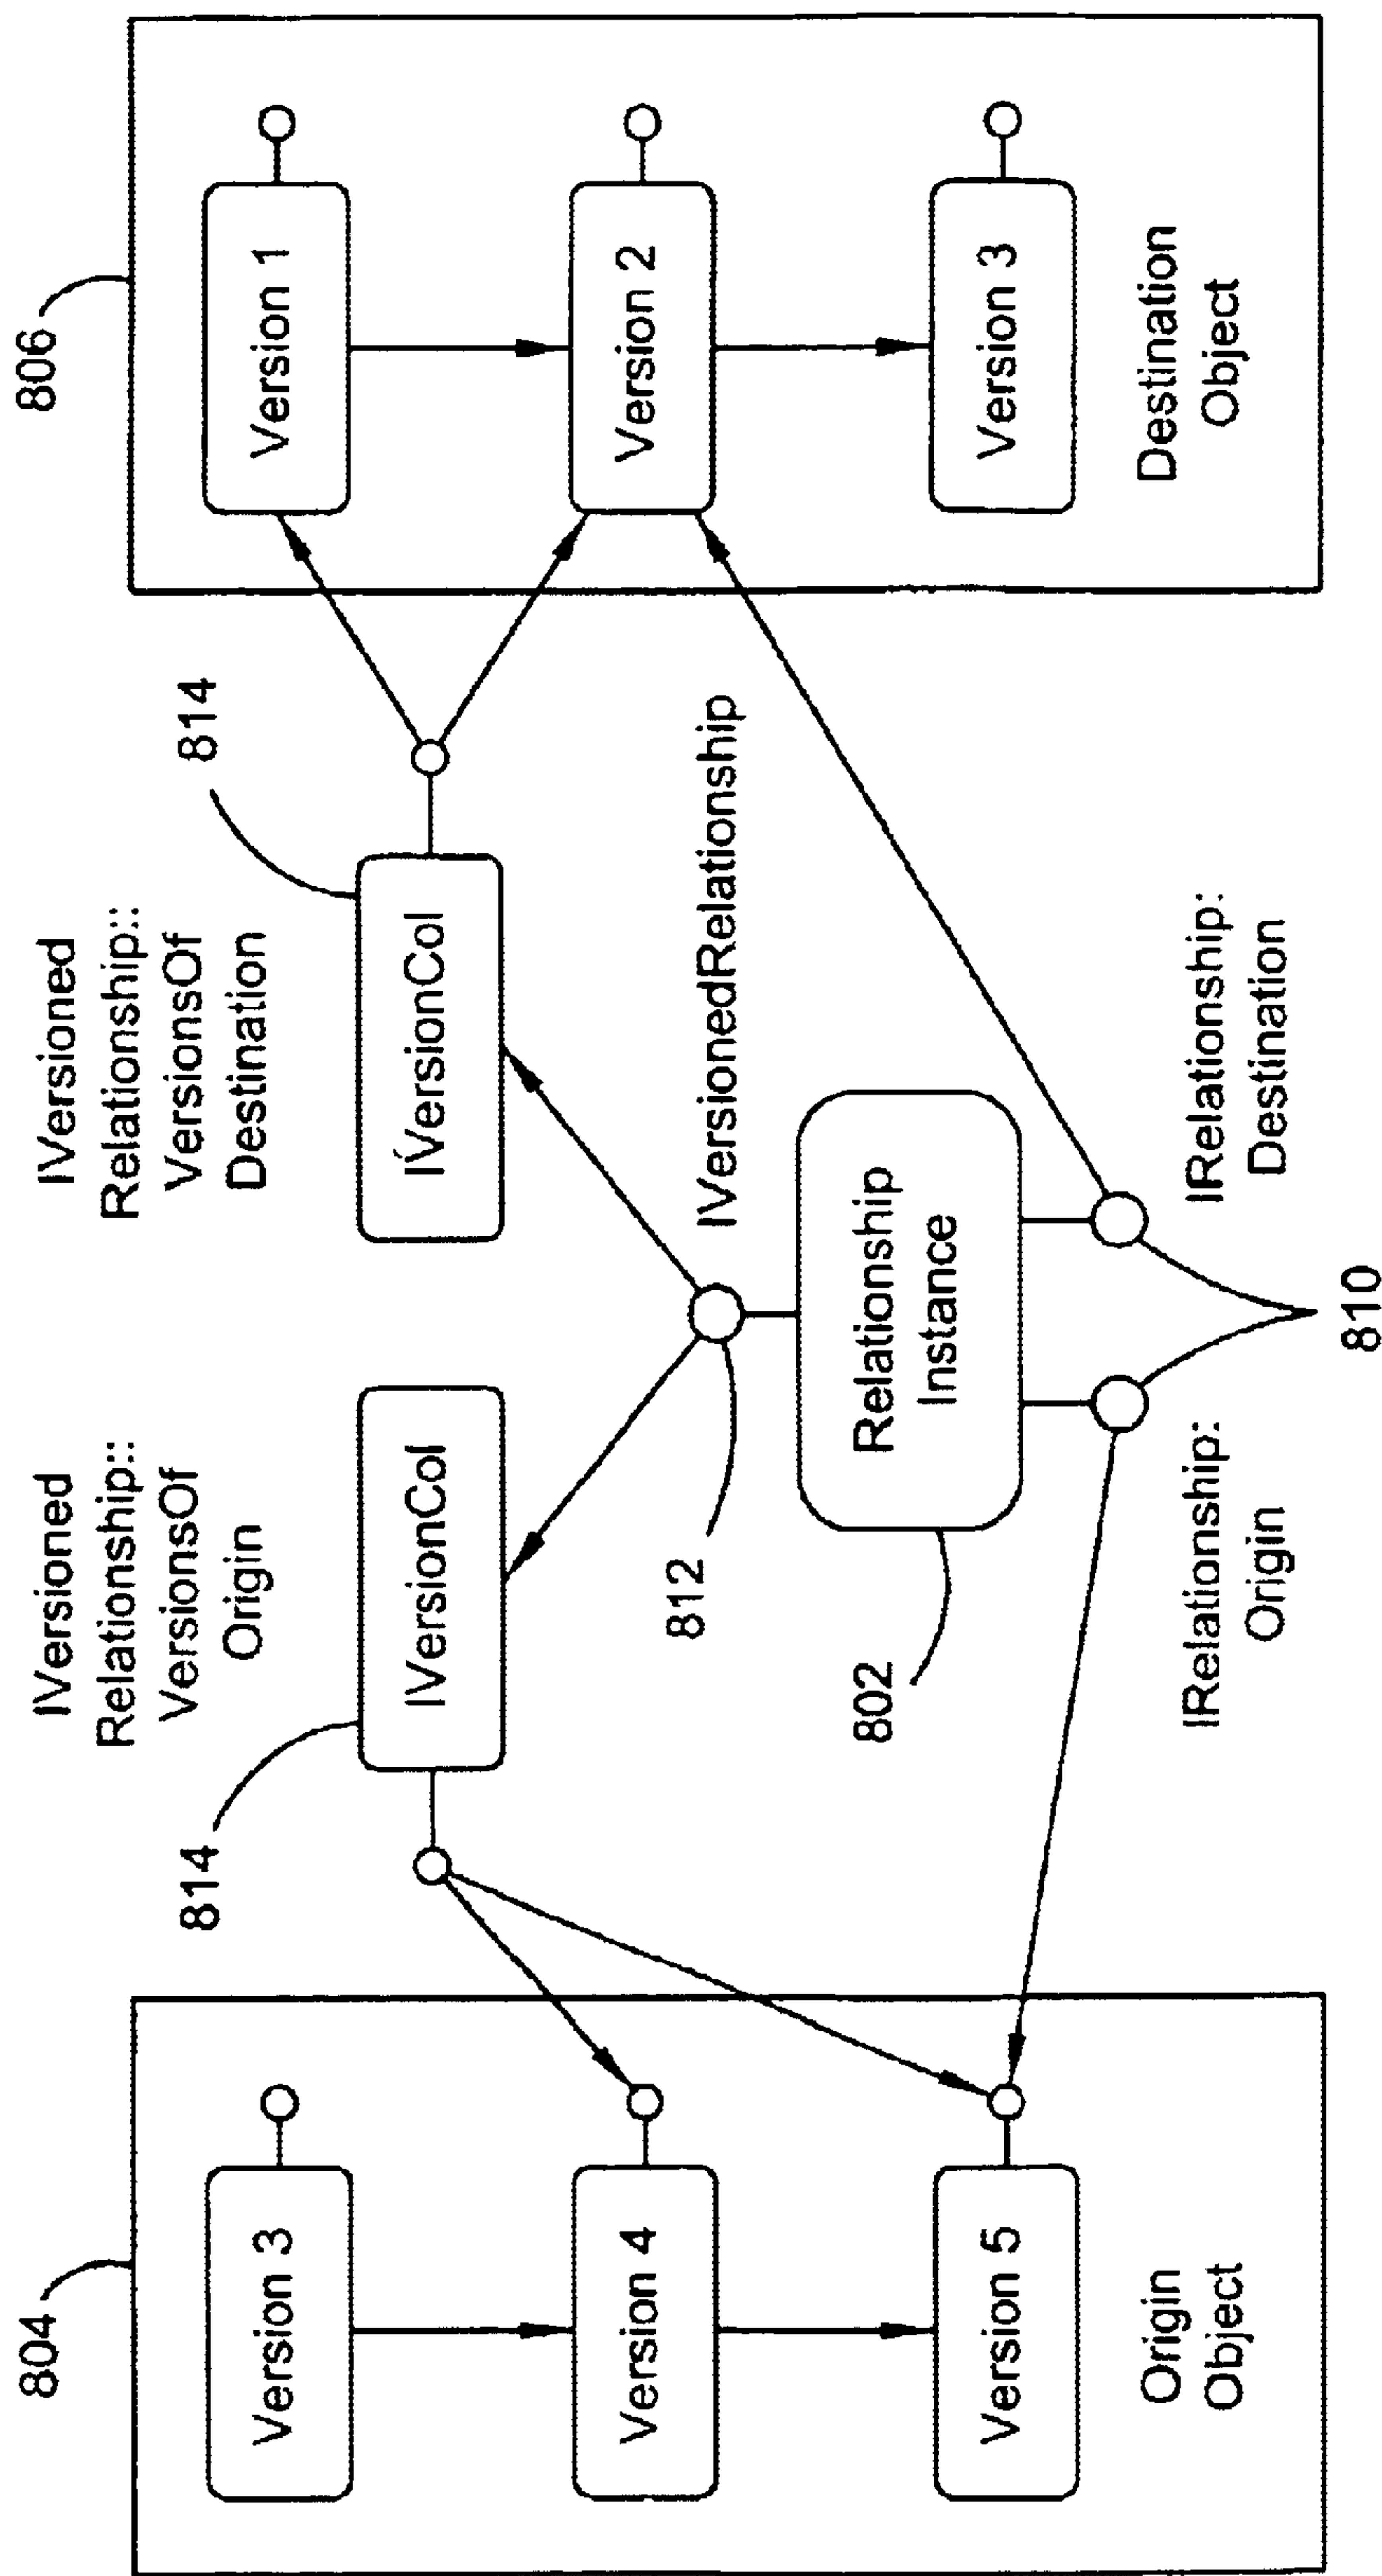 804
Version 3
Version 4
Version 5
Origin
Object
IVersioned
Relationship::
VersionsOf
Origin
814
IVersionCol
IVersioned
Relationship::
VersionsOf
Destination
814
IVersionCol
812
IVersionedRelationship
802
Relationship
Instance
IRelationship:
Origin
IRelationship:
Destination
810
806
Version 1
Version 2
Version 3
Destination
Object